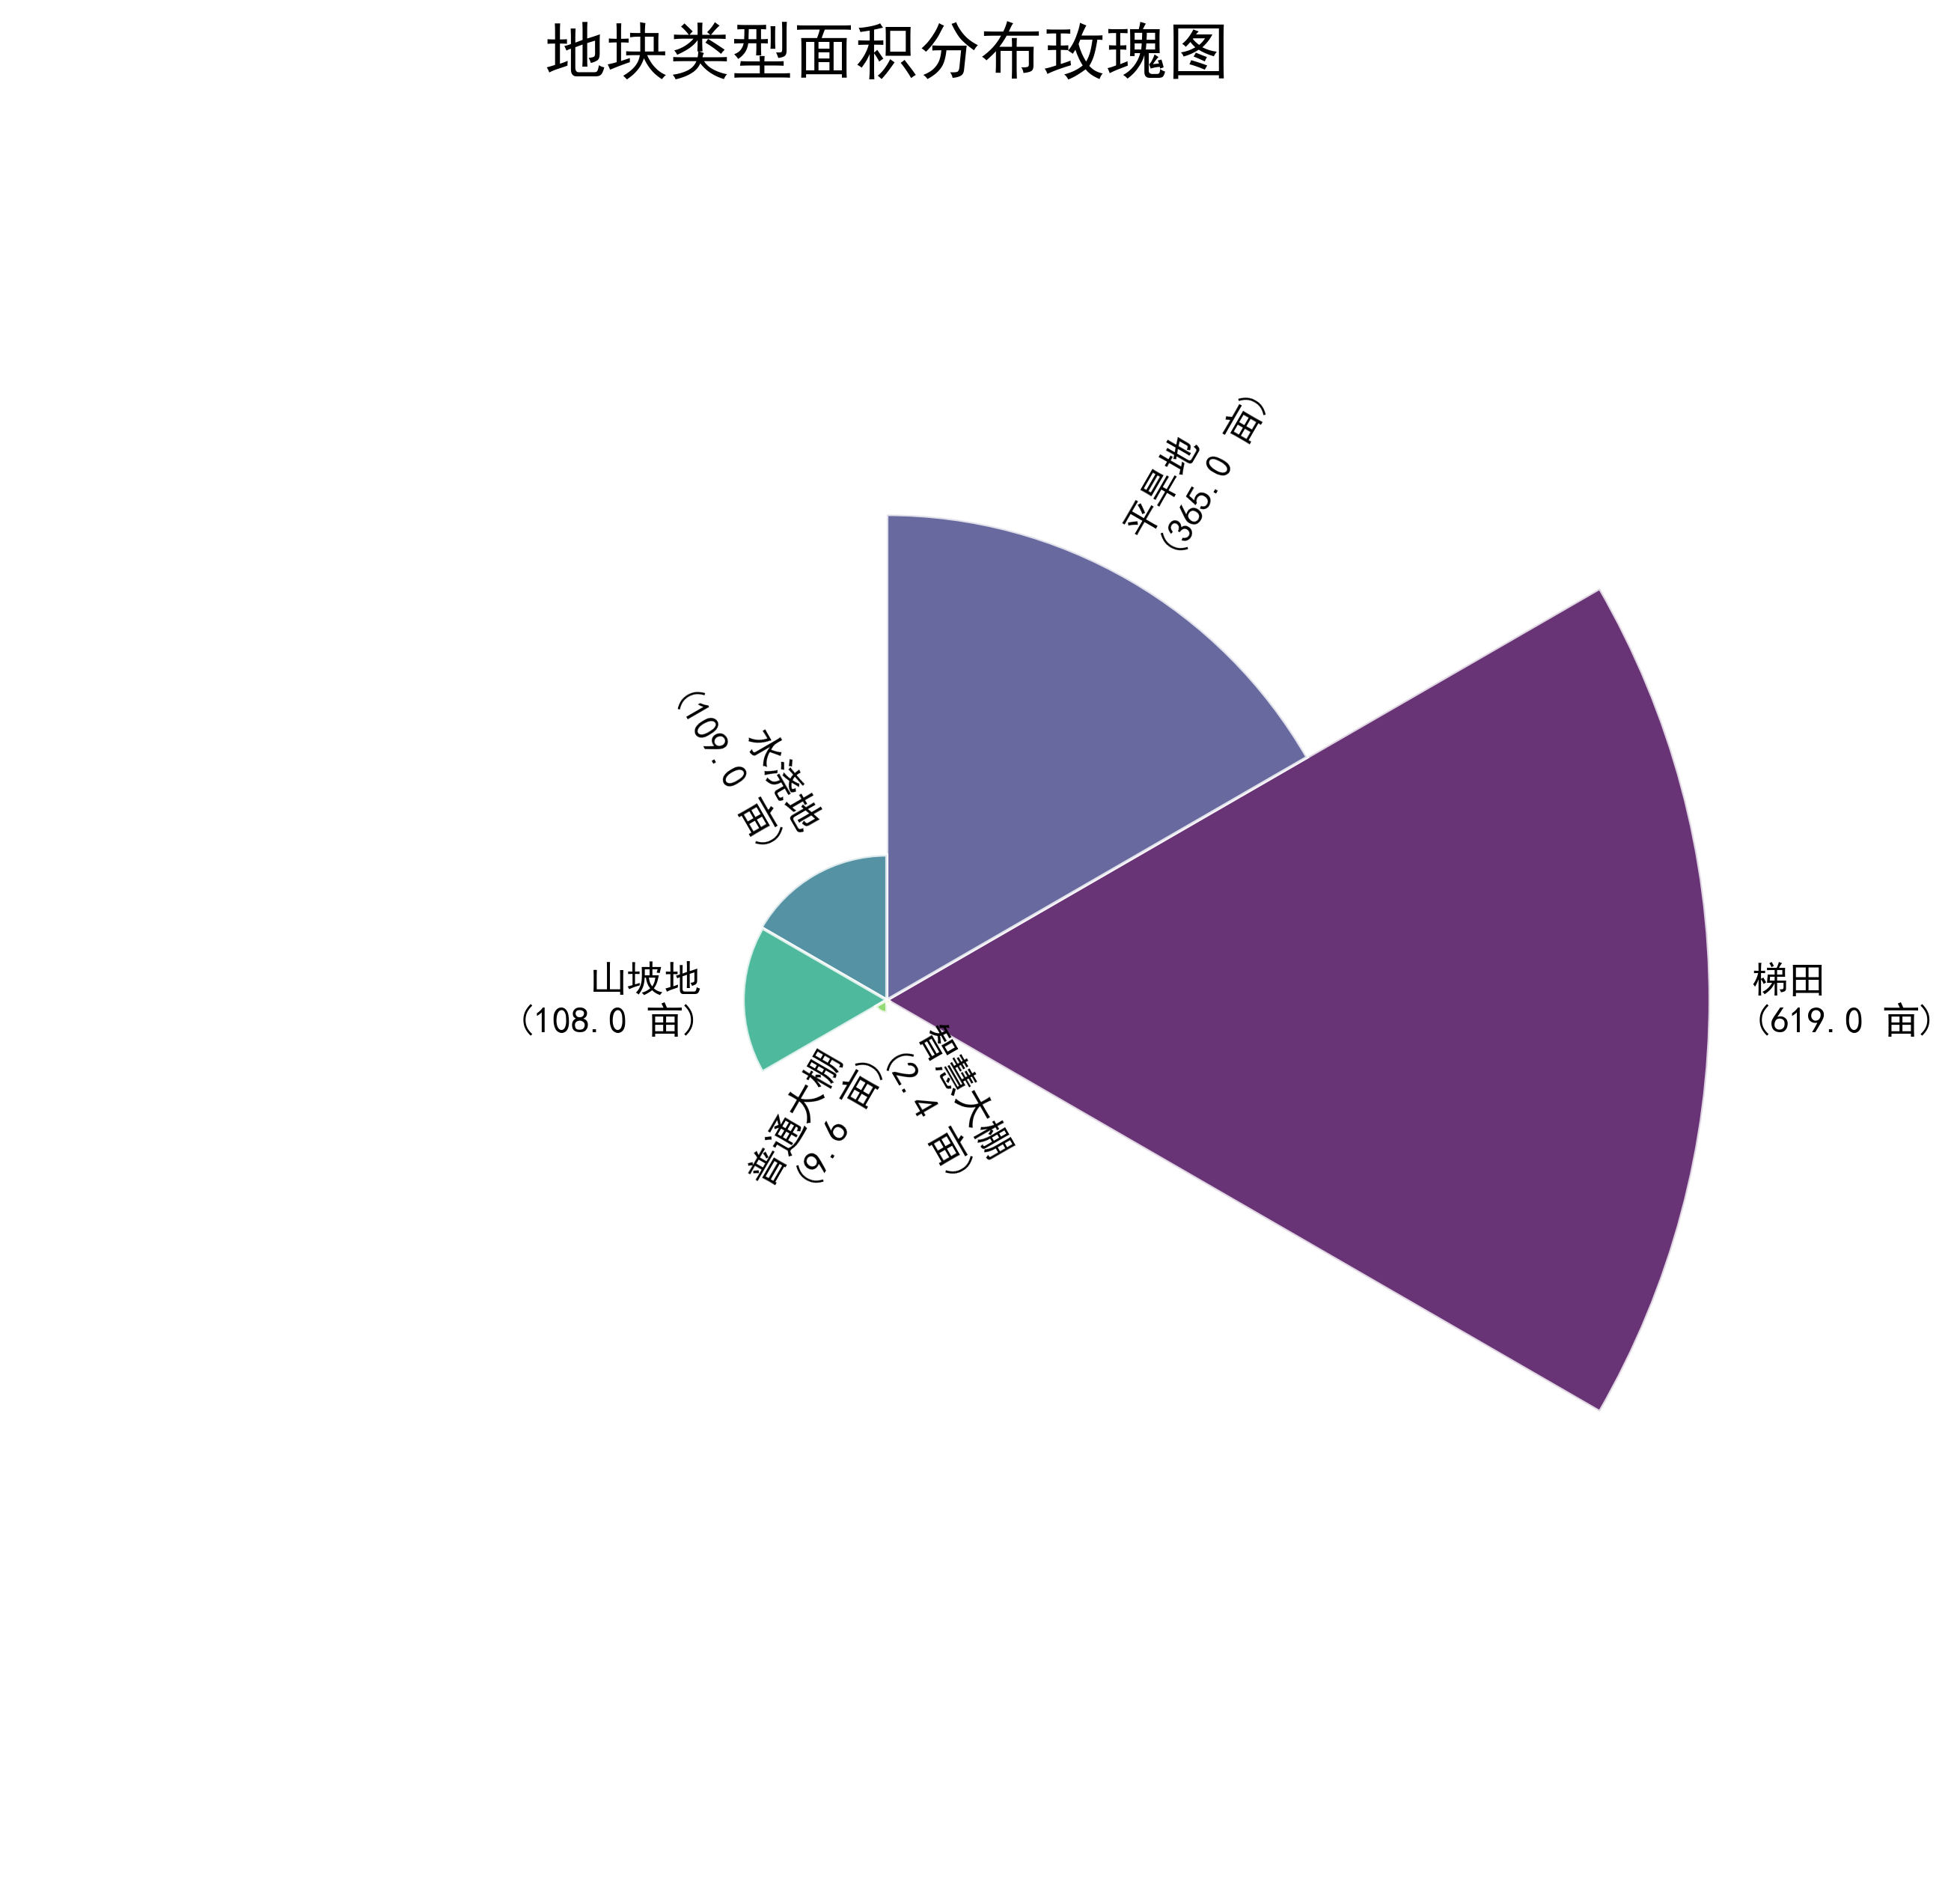 地块类型面积分布玫瑰图
平旱地
(365.0 亩)
水浇地
(109.0 亩)
山坡地
(108.0 亩)
梯田
(619.0 亩)
普通大棚
(9.6 亩)
智慧大棚
(2.4 亩)